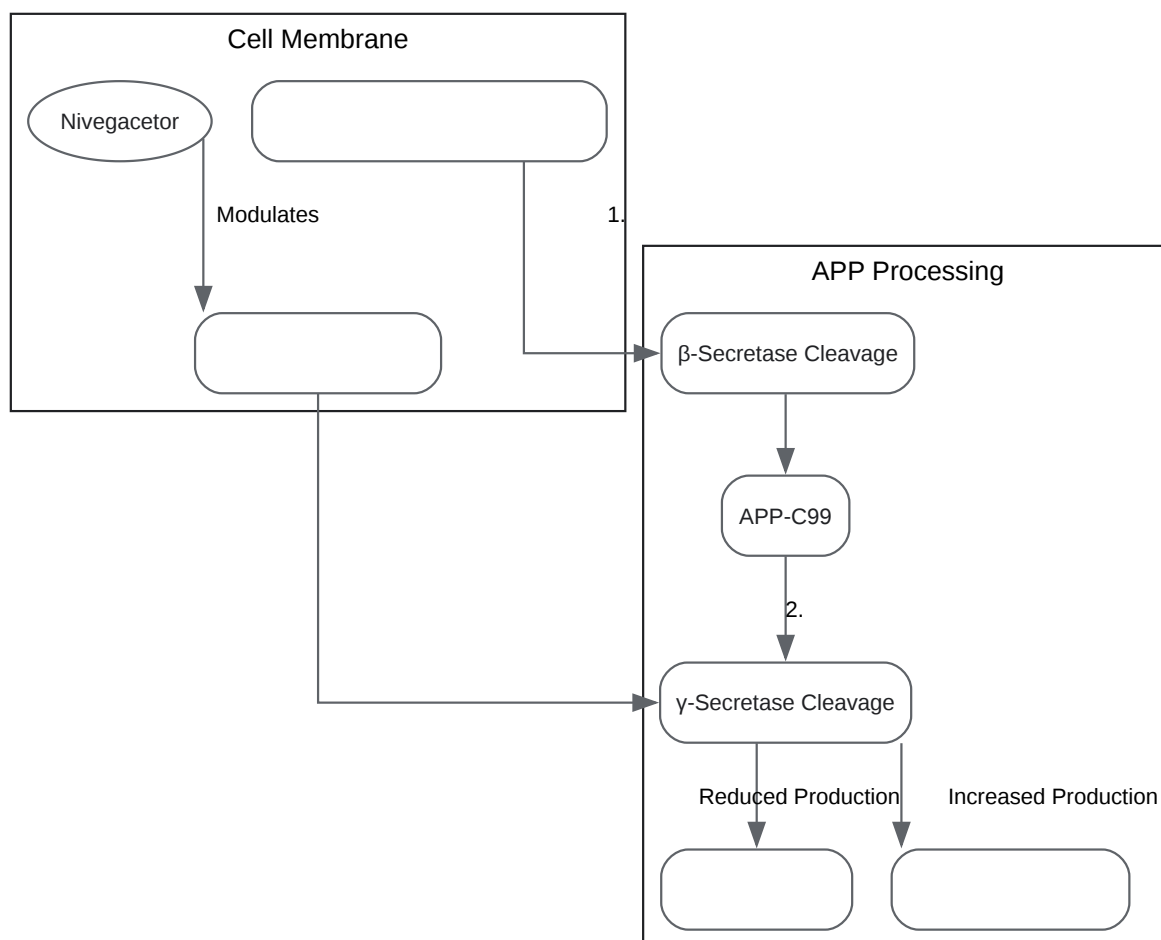 Cell Membrane
Nivegacetor
Modulates
1.
APP Processing
β-Secretase Cleavage
APP-C99
2.
γ-Secretase Cleavage
Reduced Production
Increased Production